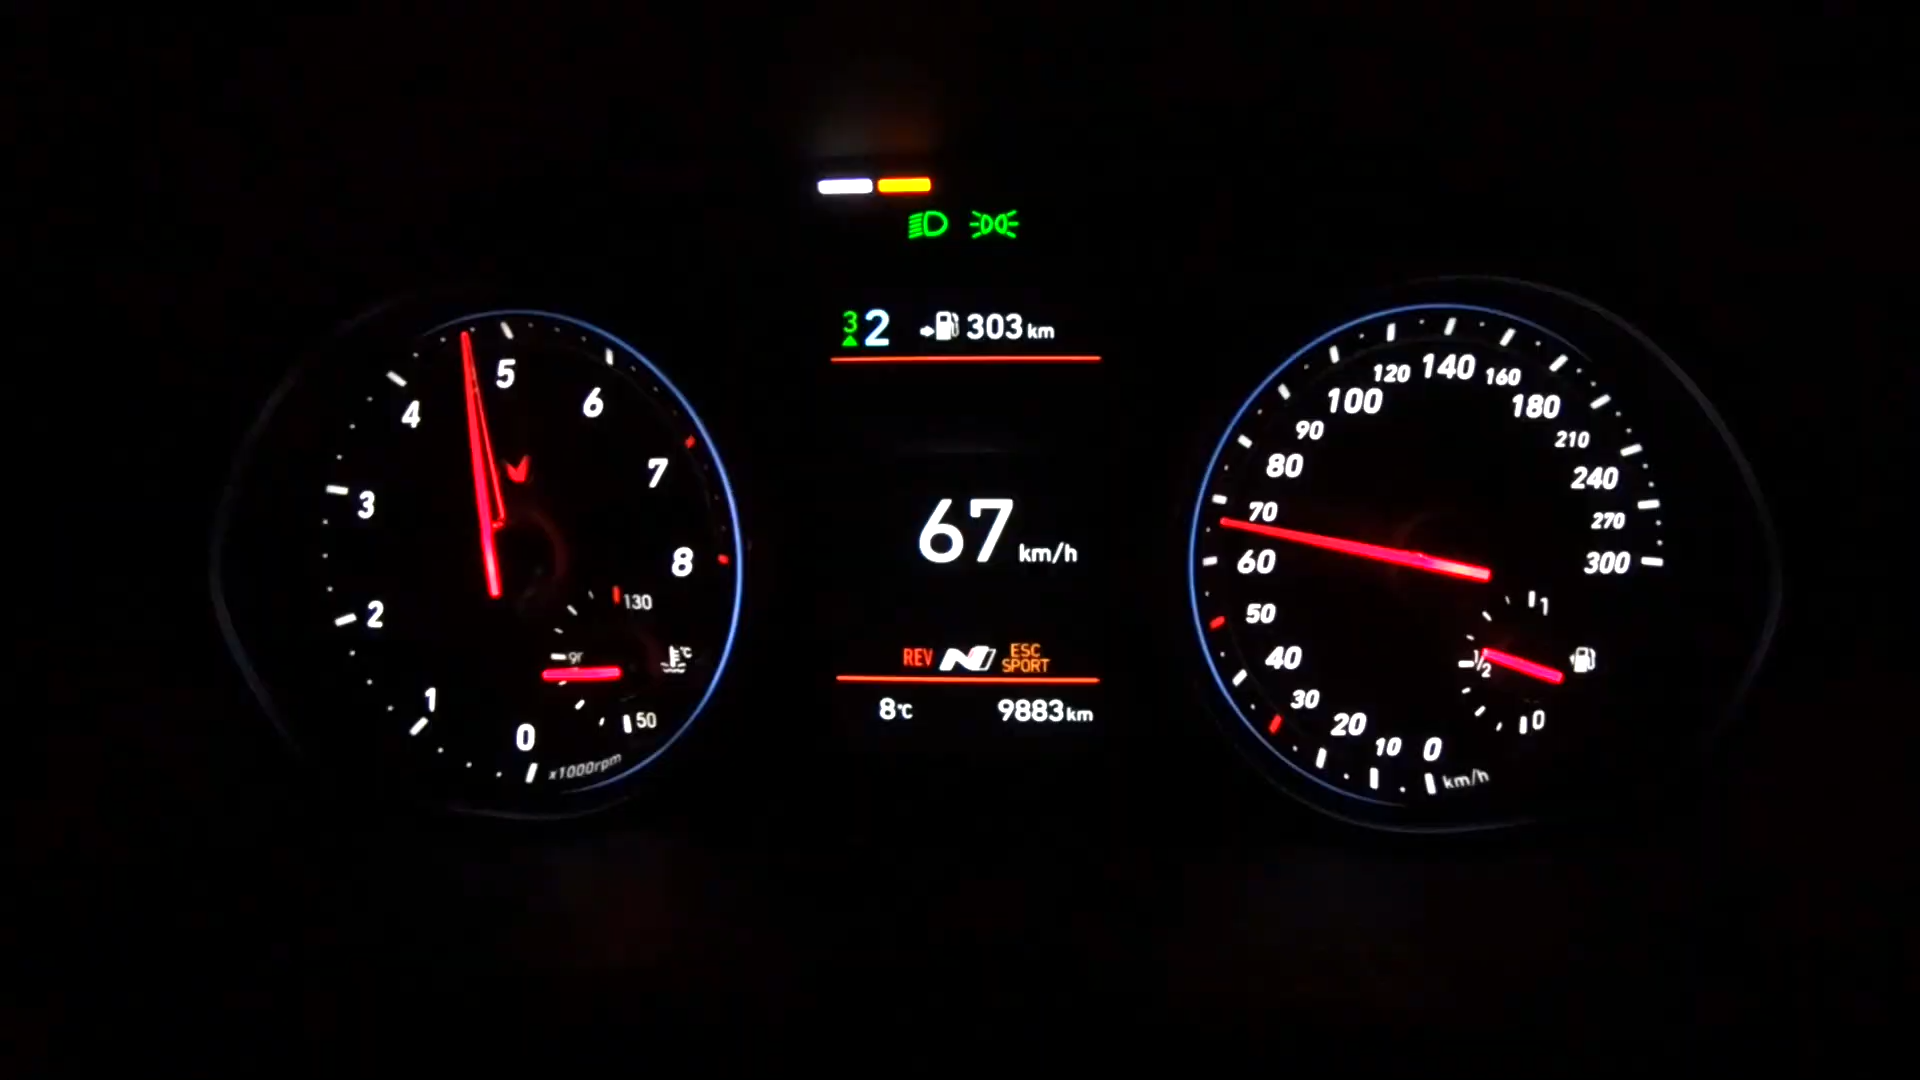 3 2 303 km
67 km/h
REV N ESC
SPORT
8°C 9883 km
0 1 2 3 4 5 6 7 8
x1000rpm
130
50
°C
0 10 20 30 40 50 60 70 80 90 100 120 140 160 180 210 240 270 300
km/h
1
1/2
0